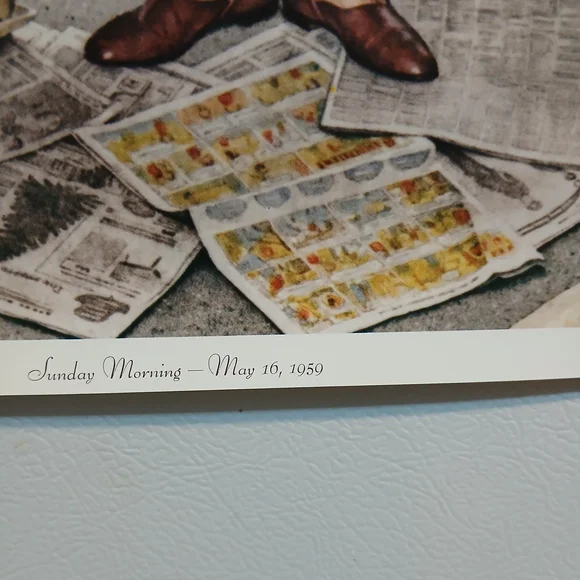 Sunday Morning – May 16, 1959